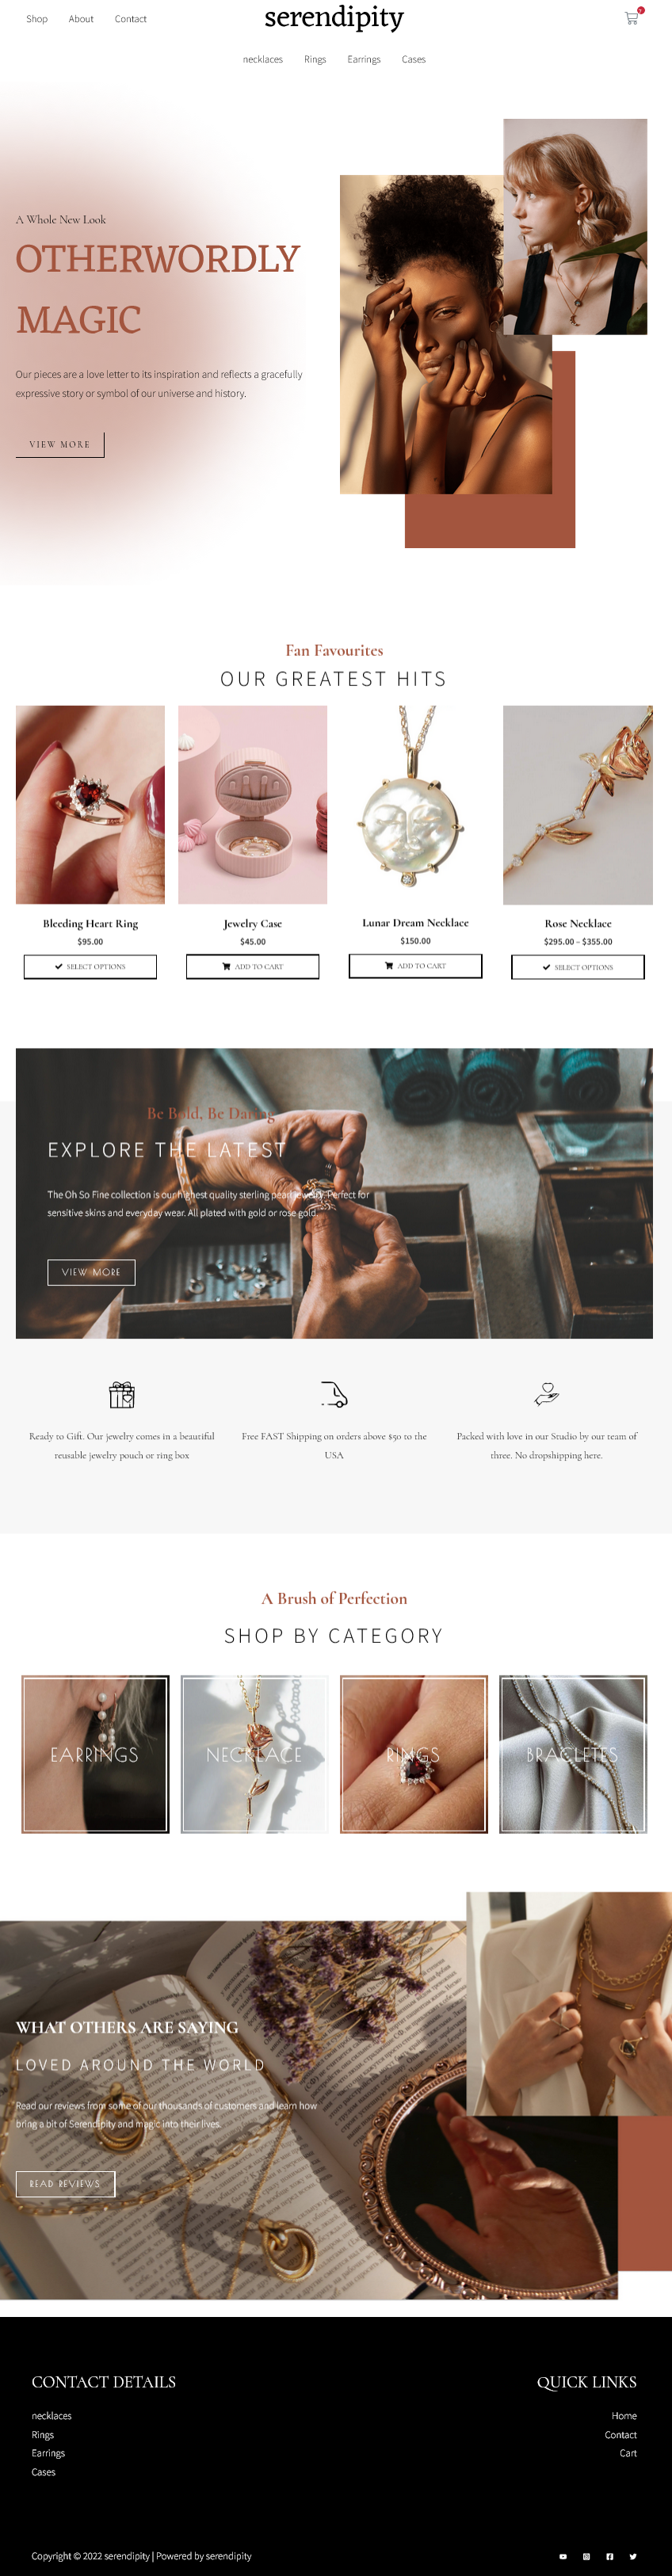 Shop About Contact
serendipity
necklaces Rings Earrings Cases
A Whole New Look
OTHERWORDLY
MAGIC
Our pieces are a love letter to its inspiration and reflects a gracefully
expressive story or symbol of our universe and history.
VIEW MORE
Fan Favourites
OUR GREATEST HITS
Bleeding Heart Ring
$95.00
SELECT OPTIONS
Jewelry Case
$45.00
ADD TO CART
Lunar Dream Necklace
$150.00
ADD TO CART
Rose Necklace
$295.00 – $355.00
SELECT OPTIONS
Be Bold, Be Daring
EXPLORE THE LATEST
The Oh So Fine collection is our highest quality sterling pearl jewelry. Perfect for
sensitive skins and everyday wear. All plated with gold or rose gold.
VIEW MORE
Ready to Gift. Our jewelry comes in a beautiful
reusable jewelry pouch or ring box
Free FAST Shipping on orders above $50 to the
USA
Packed with love in our Studio by our team of
three. No dropshipping here.
A Brush of Perfection
SHOP BY CATEGORY
EARRINGS
NECKLACE
RINGS
BRACLETES
WHAT OTHERS ARE SAYING
LOVED AROUND THE WORLD
Read our reviews from some of our thousands of customers and learn how
bring a bit of Serendipity and magic into their lives.
READ REVIEWS
CONTACT DETAILS
necklaces
Rings
Earrings
Cases
QUICK LINKS
Home
Contact
Cart
Copyright © 2022 serendipity | Powered by serendipity